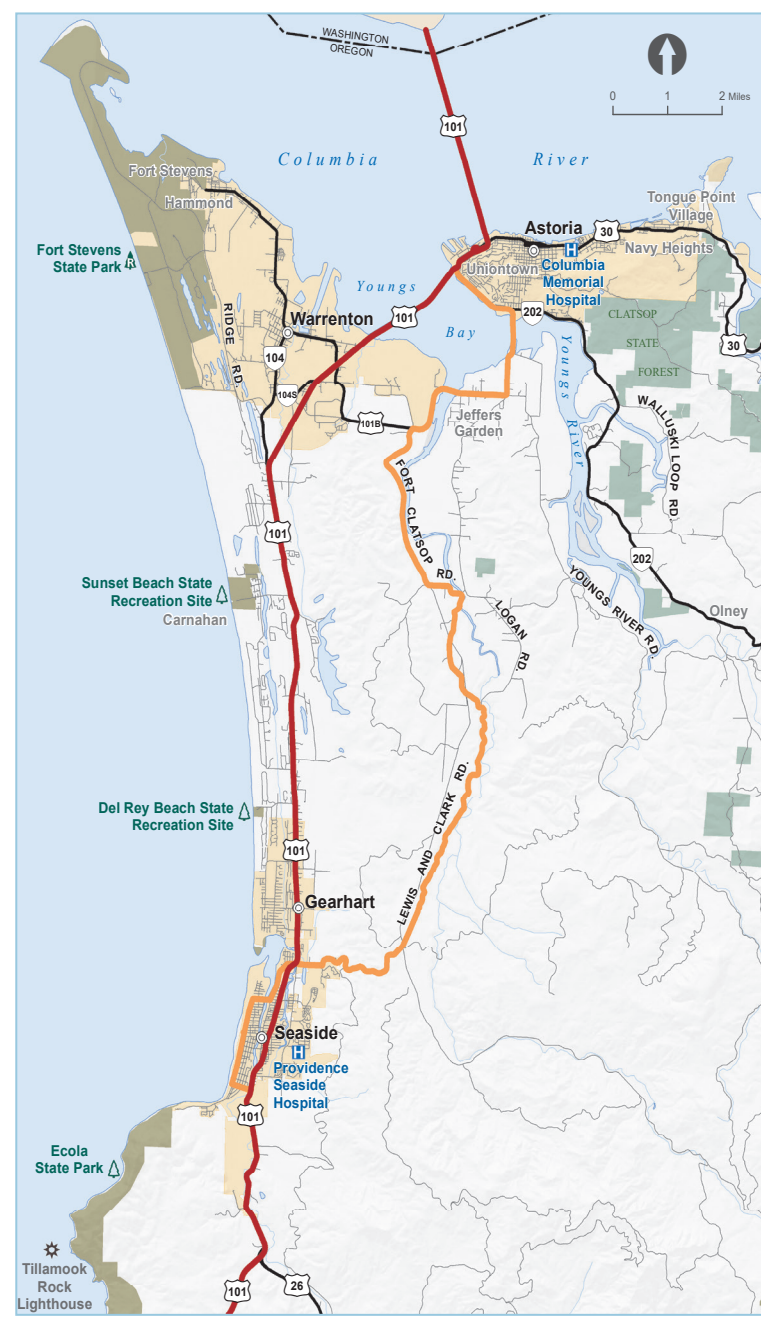 WASHINGTON
OREGON
0 1 2 Miles
101
Columbia River
Fort Stevens
Hammond
Tongue Point
Village
Astoria
30
Navy Heights
Fort Stevens
State Park
Uniontown
Columbia
Memorial
Hospital
Youngs
Bay
101
202
CLATSOP
STATE
FOREST
30
RIDGE RD.
Warrenton
104
104S
101B
Youngs River
Jeffers
Garden
WALLUSKI LOOP RD.
FORT CLATSOP RD.
101
202
Sunset Beach State
Recreation Site
Carnahan
LOGAN RD.
YOUNGS RIVER RD.
Olney
LEWIS AND CLARK RD.
Del Rey Beach State
Recreation Site
101
Gearhart
Seaside
H
H
Providence
Seaside
Hospital
101
Ecola
State Park
Tillamook
Rock
Lighthouse
101
26